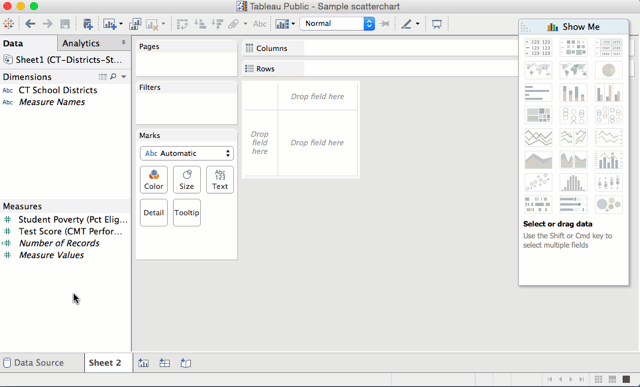 Tableau Public - Sample scatterchart
Normal
Abc
Data
Analytics
Sheet1 (CT-Districts-St...
Dimensions
Abc CT School Districts
Abc Measure Names
Measures
# Student Poverty (Pct Elig...
# Test Score (CMT Perfor...
# Number of Records
# Measure Values
Pages
Filters
Marks
Abc Automatic
Color
Size
Abc
123
Text
Detail
Tooltip
Columns
Rows
Drop field here
Drop
field
here
Drop field here
Show Me
Select or drag data
Use the Shift or Cmd key to
select multiple fields
Data Source
Sheet 2